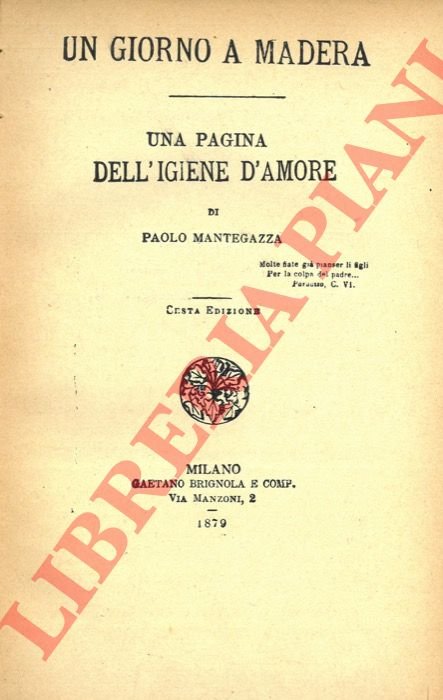 UN GIORNO A MADERA
UNA PAGINA
DELL'IGIENE D'AMORE
DI
PAOLO MANTEGAZZA
Molte fiate già pianser li figli
Per la colpa del padre...
Paradiso, C. VI.
SESTA EDIZIONE
MILANO
GAETANO BRIGNOLA E COMP.
VIA MANZONI, 2
1879
LIBRERIA PIANI